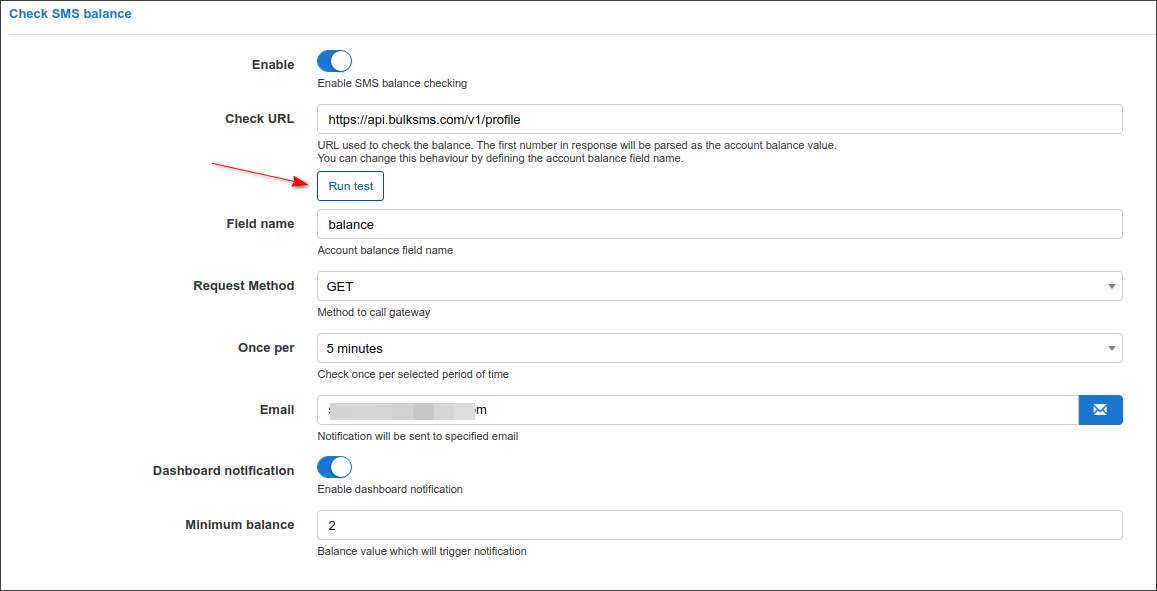 Check SMS balance
Enable
Enable SMS balance checking
Check URL
https://api.bulksms.com/v1/profile
URL used to check the balance. The first number in response will be parsed as the account balance value.
You can change this behaviour by defining the account balance field name.
Run test
Field name
balance
Account balance field name
Request Method
GET
Method to call gateway
Once per
5 minutes
Check once per selected period of time
Email
Notification will be sent to specified email
Dashboard notification
Enable dashboard notification
Minimum balance
2
Balance value which will trigger notification